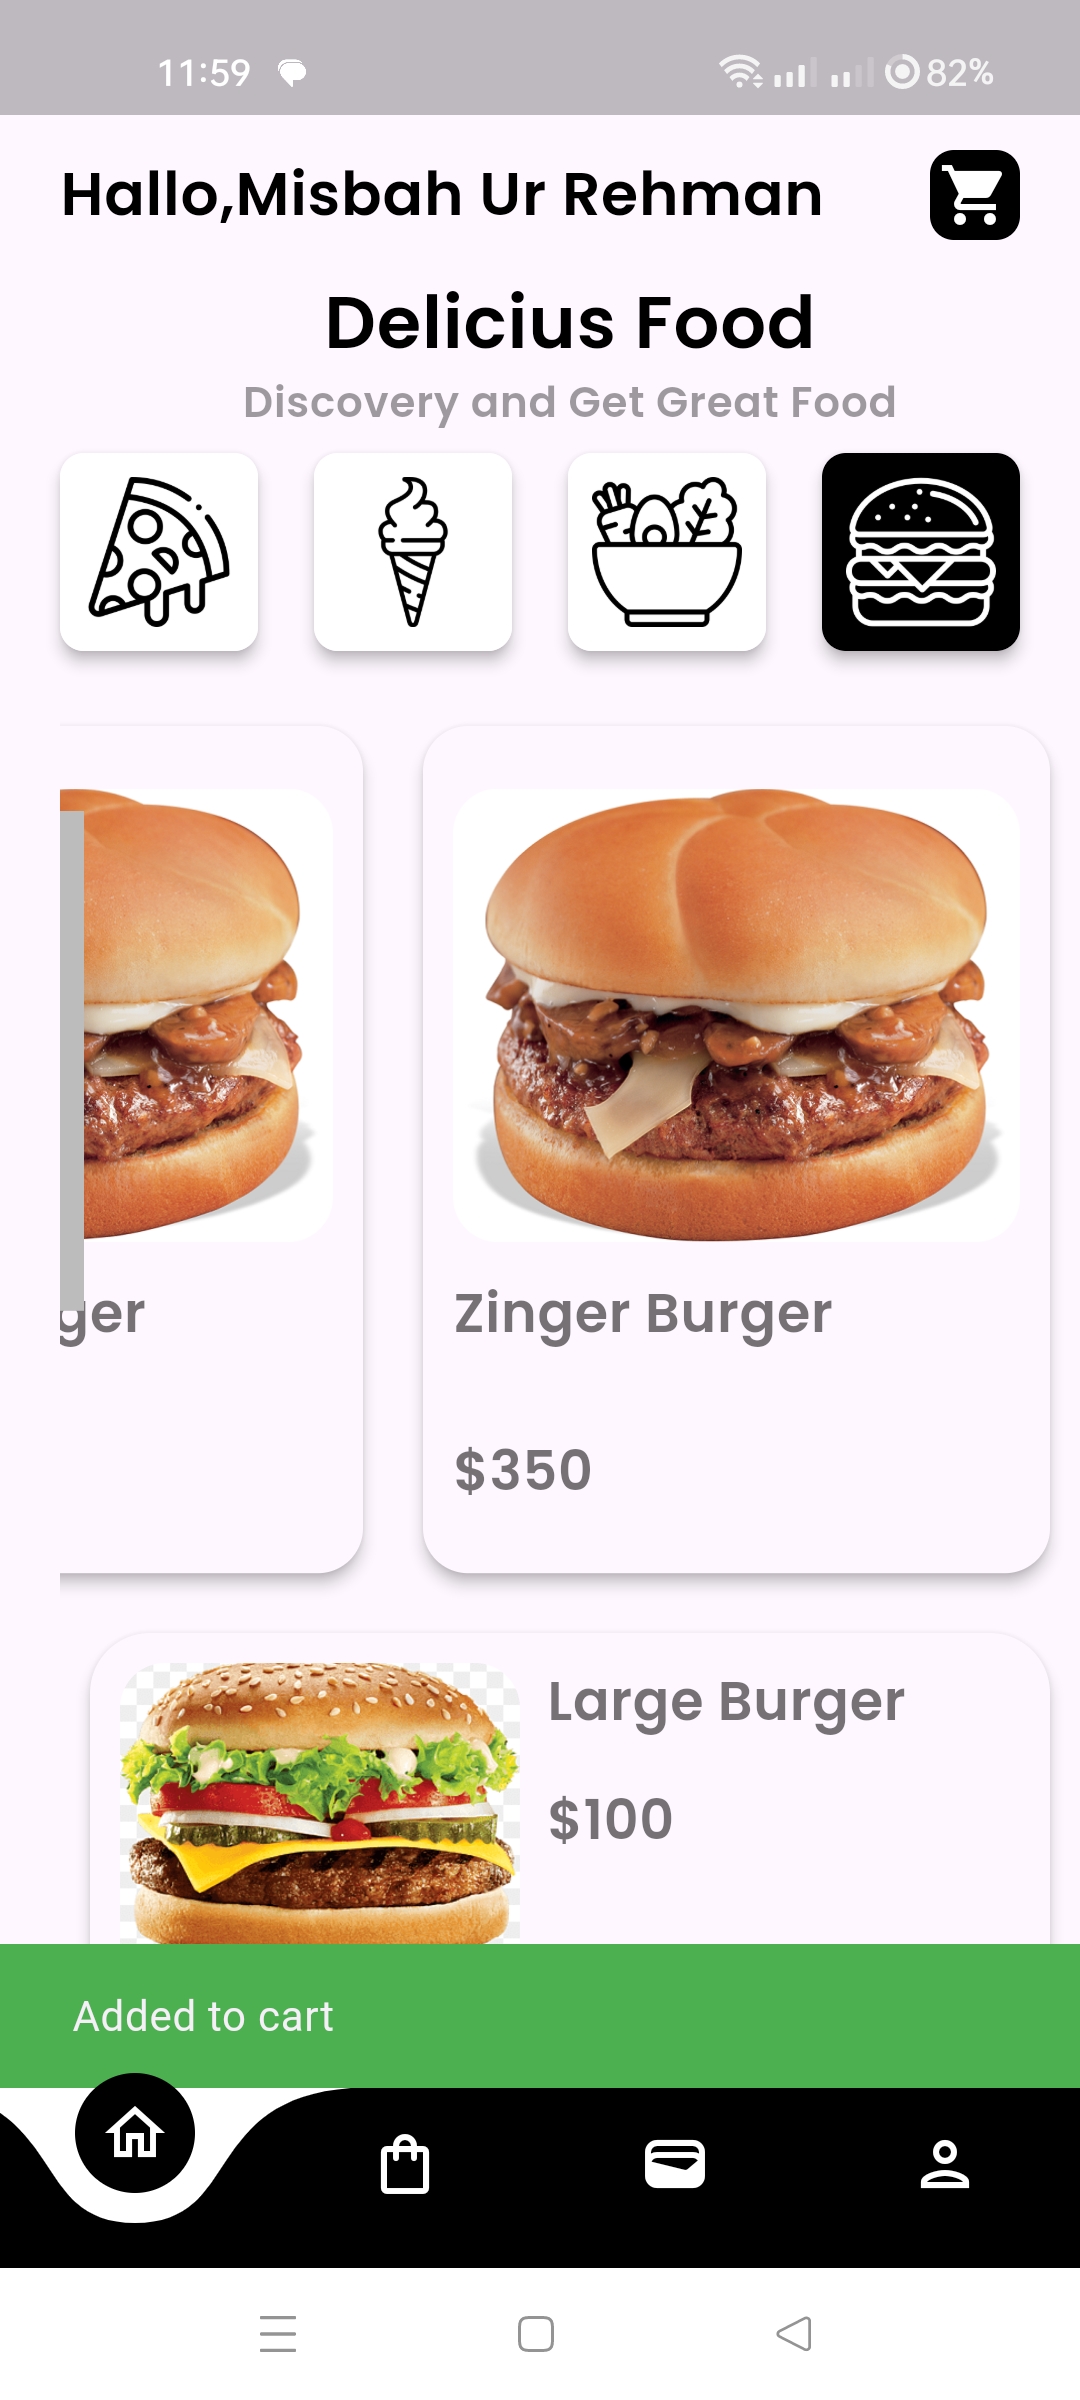 11:59
82%
Hallo,Misbah Ur Rehman
Delicius Food
Discovery and Get Great Food
ger
Zinger Burger
$350
Large Burger
$100
Added to cart